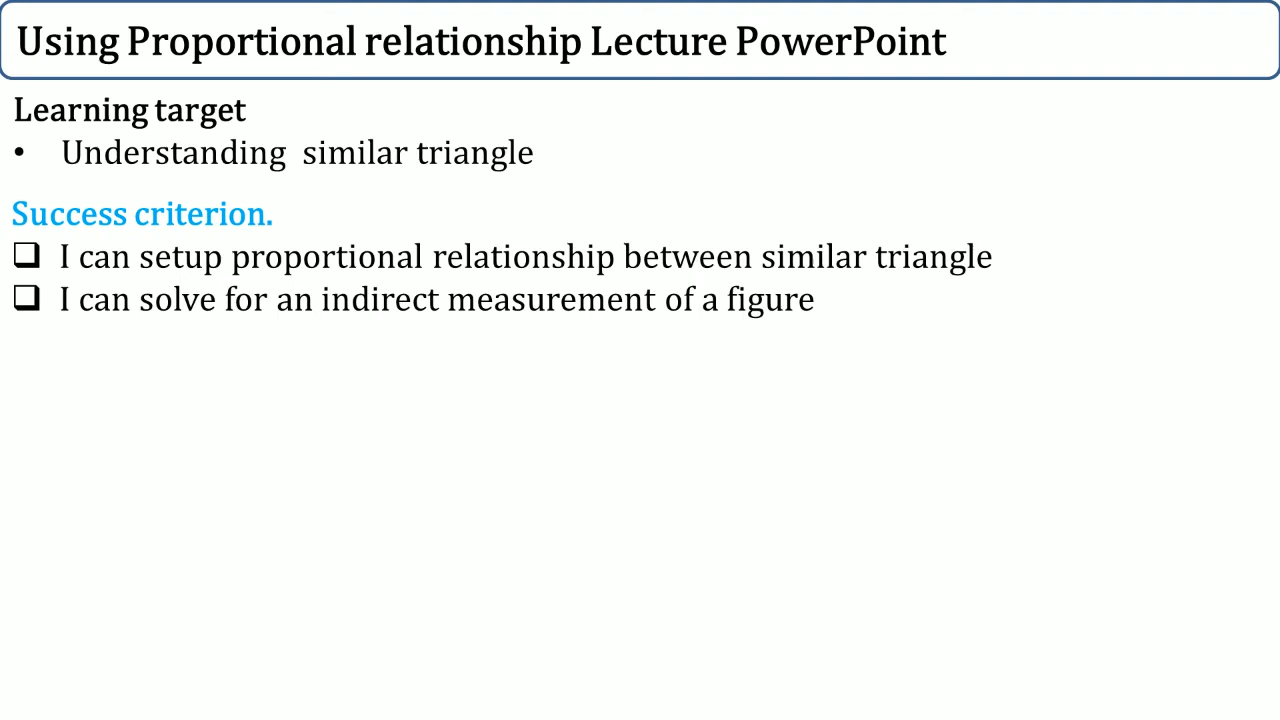 Using Proportional relationship Lecture PowerPoint
Learning target
• Understanding similar triangle
Success criterion.
❑ I can setup proportional relationship between similar triangle
❑ I can solve for an indirect measurement of a figure